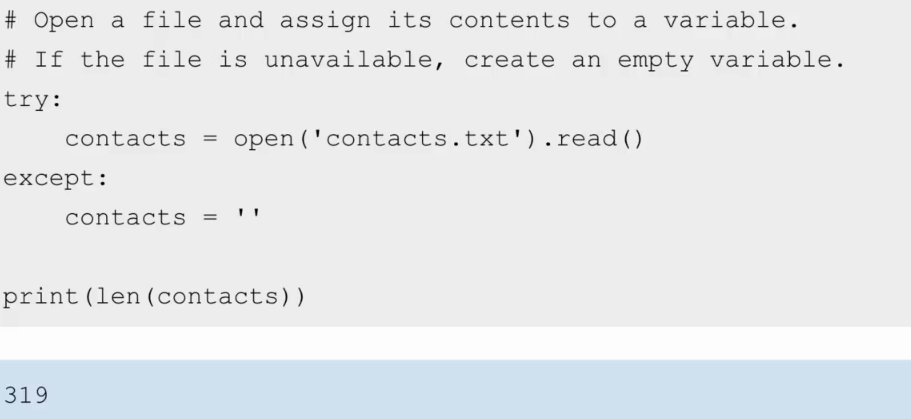 # Open a file and assign its contents to a variable.
# If the file is unavailable, create an empty variable.
try:
    contacts = open('contacts.txt').read()
except:
    contacts = ''

print(len(contacts))

319